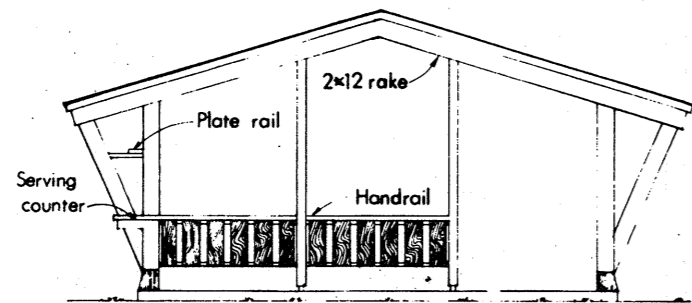 2×12 rake
Plate rail
Serving
counter
Handrail